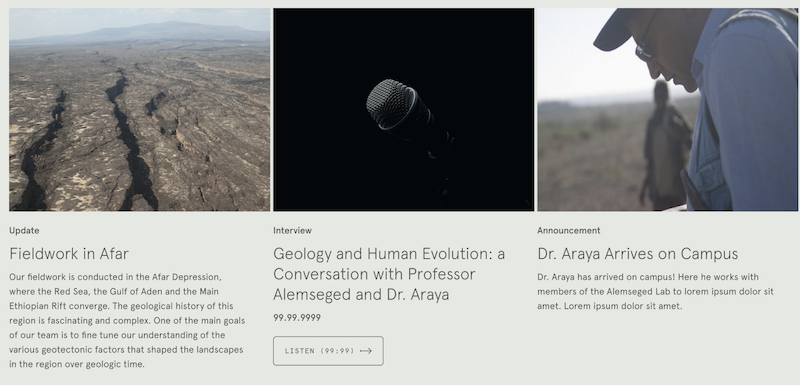 Update
Fieldwork in Afar
Our fieldwork is conducted in the Afar Depression,
where the Red Sea, the Gulf of Aden and the Main
Ethiopian Rift converge. The geological history of this
region is fascinating and complex. One of the main goals
of our team is to fine tune our understanding of the
various geotectonic factors that shaped the landscapes
in the region over geologic time.
Interview
Geology and Human Evolution: a
Conversation with Professor
Alemseged and Dr. Araya
99.99.9999
LISTEN (99:99) →
Announcement
Dr. Araya Arrives on Campus
Dr. Araya has arrived on campus! Here he works with
members of the Alemseged Lab to lorem ipsum dolor sit
amet. Lorem ipsum dolor sit amet.